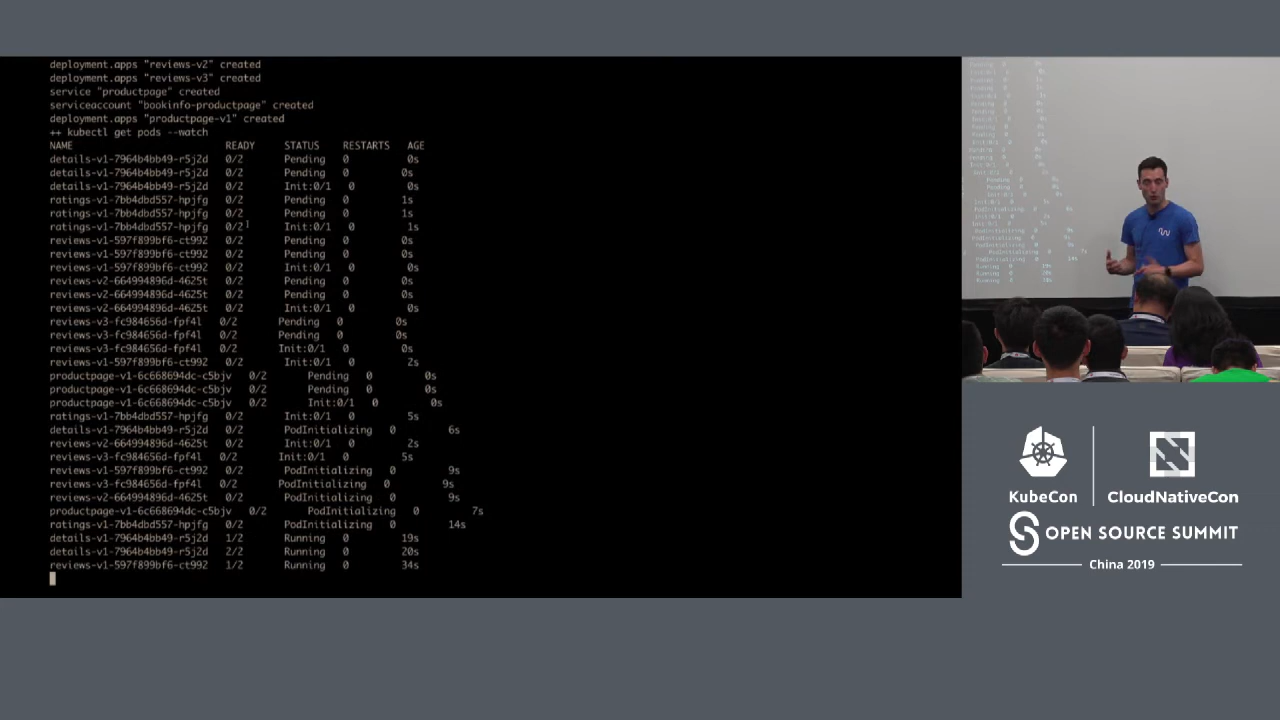 deployment.apps "reviews-v2" created
deployment.apps "reviews-v3" created
service "productpage" created
serviceaccount "bookinfo-productpage" created
deployment.apps "productpage-v1" created
++ kubectl get pods --watch
NAME READY STATUS RESTARTS AGE
details-v1-7964b4bb49-r5j2d 0/2 Pending 0 0s
details-v1-7964b4bb49-r5j2d 0/2 Pending 0 0s
details-v1-7964b4bb49-r5j2d 0/2 Init:0/1 0 0s
ratings-v1-7bb4dbd557-hpjfg 0/2 Pending 0 1s
ratings-v1-7bb4dbd557-hpjfg 0/2 Pending 0 1s
ratings-v1-7bb4dbd557-hpjfg 0/2 Init:0/1 0 1s
reviews-v1-597f899bf6-ct992 0/2 Pending 0 0s
reviews-v1-597f899bf6-ct992 0/2 Pending 0 0s
reviews-v1-597f899bf6-ct992 0/2 Init:0/1 0 0s
reviews-v2-664994896d-4625t 0/2 Pending 0 0s
reviews-v2-664994896d-4625t 0/2 Pending 0 0s
reviews-v2-664994896d-4625t 0/2 Init:0/1 0 0s
reviews-v3-fc984656d-fpf4l 0/2 Pending 0 0s
reviews-v3-fc984656d-fpf4l 0/2 Pending 0 0s
reviews-v3-fc984656d-fpf4l 0/2 Init:0/1 0 0s
reviews-v1-597f899bf6-ct992 0/2 Init:0/1 0 2s
productpage-v1-6c668694dc-c5bjv 0/2 Pending 0 0s
productpage-v1-6c668694dc-c5bjv 0/2 Pending 0 0s
productpage-v1-6c668694dc-c5bjv 0/2 Init:0/1 0 0s
ratings-v1-7bb4dbd557-hpjfg 0/2 Init:0/1 0 5s
details-v1-7964b4bb49-r5j2d 0/2 PodInitializing 0 6s
reviews-v2-664994896d-4625t 0/2 Init:0/1 0 2s
reviews-v3-fc984656d-fpf4l 0/2 Init:0/1 0 5s
reviews-v1-597f899bf6-ct992 0/2 PodInitializing 0 9s
reviews-v3-fc984656d-fpf4l 0/2 PodInitializing 0 9s
reviews-v2-664994896d-4625t 0/2 PodInitializing 0 9s
productpage-v1-6c668694dc-c5bjv 0/2 PodInitializing 0 7s
ratings-v1-7bb4dbd557-hpjfg 0/2 PodInitializing 0 14s
details-v1-7964b4bb49-r5j2d 1/2 Running 0 19s
details-v1-7964b4bb49-r5j2d 2/2 Running 0 20s
reviews-v1-597f899bf6-ct992 1/2 Running 0 34s
KubeCon
CloudNativeCon
OPEN SOURCE SUMMIT
China 2019